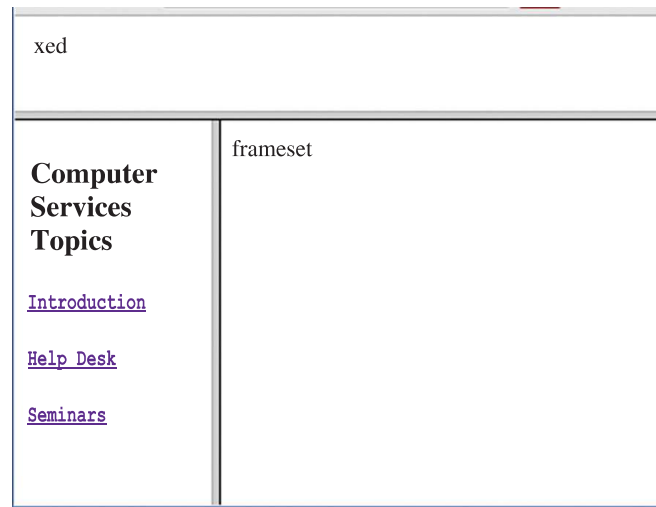 xed
frameset
Computer
Services
Topics
Introduction
Help Desk
Seminars